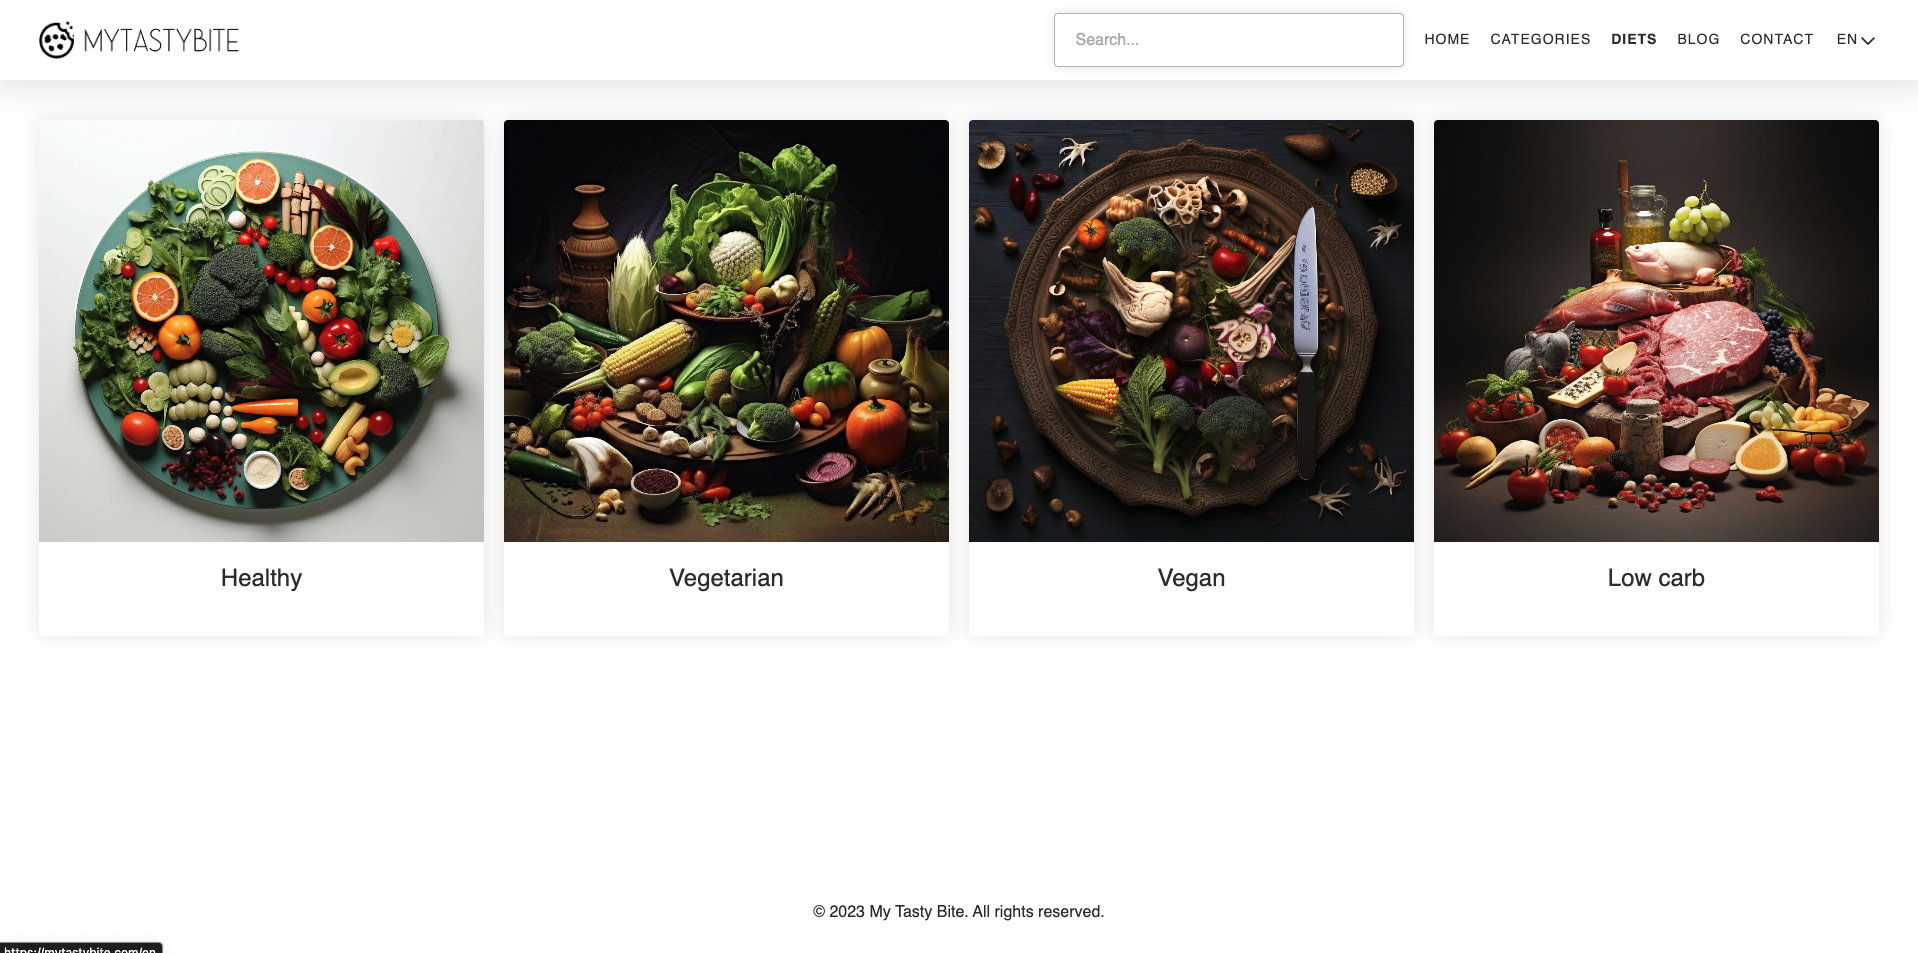 MYTASTYBITE
Search...
HOME
CATEGORIES
DIETS
BLOG
CONTACT
EN
Healthy
Vegetarian
Vegan
Low carb
© 2023 My Tasty Bite. All rights reserved.
https://mytastybite.com/en